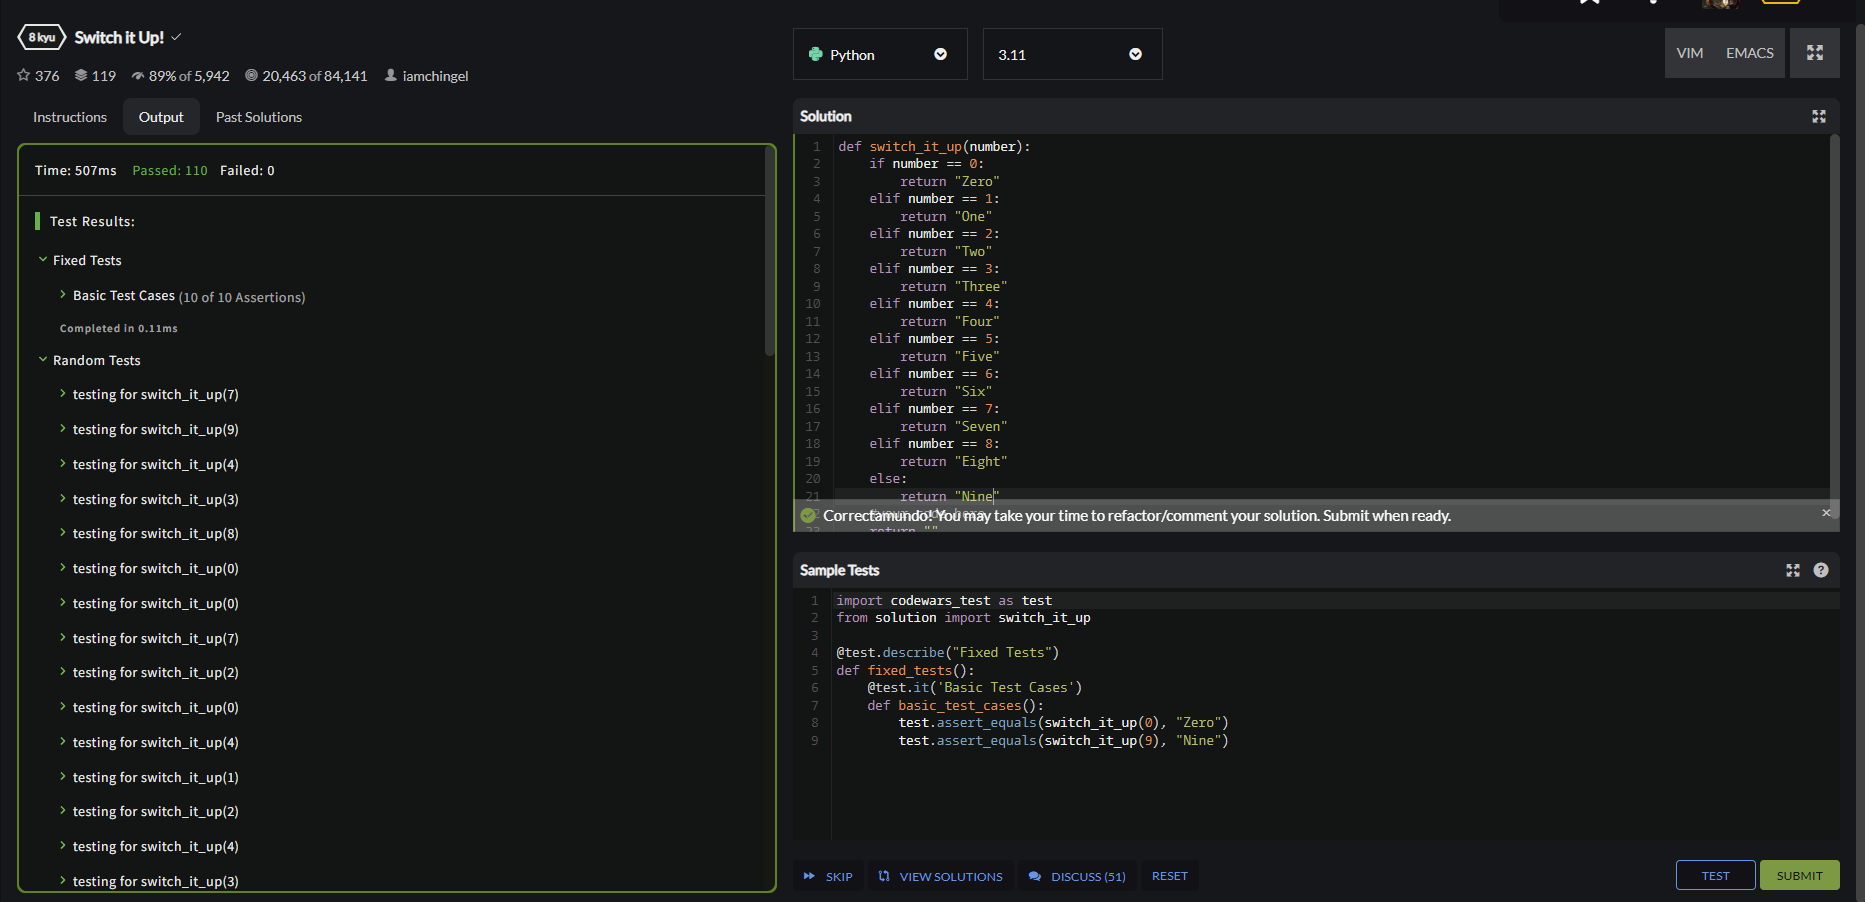 8 kyu Switch it Up!
376 119 89% of 5,942 20,463 of 84,141 iamchingel
Instructions Output Past Solutions
Time: 507ms Passed: 110 Failed: 0
Test Results:
Fixed Tests
Basic Test Cases (10 of 10 Assertions)
Completed in 0.11ms
Random Tests
testing for switch_it_up(7)
testing for switch_it_up(9)
testing for switch_it_up(4)
testing for switch_it_up(3)
testing for switch_it_up(8)
testing for switch_it_up(0)
testing for switch_it_up(0)
testing for switch_it_up(7)
testing for switch_it_up(2)
testing for switch_it_up(0)
testing for switch_it_up(4)
testing for switch_it_up(1)
testing for switch_it_up(2)
testing for switch_it_up(4)
testing for switch_it_up(3)
Python 3.11 VIM EMACS
Solution
1 def switch_it_up(number):
2     if number == 0:
3         return "Zero"
4     elif number == 1:
5         return "One"
6     elif number == 2:
7         return "Two"
8     elif number == 3:
9         return "Three"
10     elif number == 4:
11         return "Four"
12     elif number == 5:
13         return "Five"
14     elif number == 6:
15         return "Six"
16     elif number == 7:
17         return "Seven"
18     elif number == 8:
19         return "Eight"
20     else:
21         return "Nine"
Correctamundo! You may take your time to refactor/comment your solution. Submit when ready.
23     return ""
Sample Tests
1 import codewars_test as test
2 from solution import switch_it_up
3
4 @test.describe("Fixed Tests")
5 def fixed_tests():
6     @test.it('Basic Test Cases')
7     def basic_test_cases():
8         test.assert_equals(switch_it_up(0), "Zero")
9         test.assert_equals(switch_it_up(9), "Nine")
SKIP VIEW SOLUTIONS DISCUSS (51) RESET TEST SUBMIT